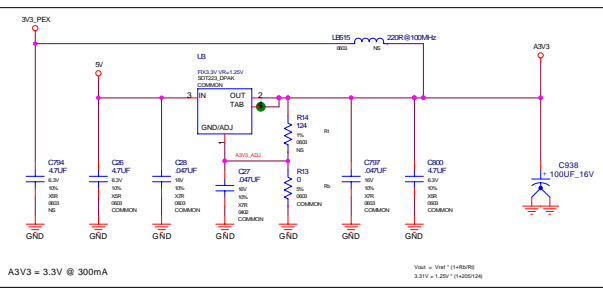 3V3_PEX
LB515
220R@100MHz
0603
NS
A3V3
5V
U3
FIX3.3V VR=1.25V
SOT223_DPAK
COMMON
3
IN
OUT
2
TAB
4
GND/ADJ
1
A3V3_ADJ
R14
124
1%
0603
NS
Rt
R13
0
5%
0603
COMMON
Rb
C794
4.7UF
6.3V
10%
X5R
0603
NS
C26
4.7UF
6.3V
10%
X5R
0603
COMMON
C28
.047UF
16V
10%
X7R
0603
COMMON
C27
.047UF
16V
10%
X7R
0402
COMMON
C797
.047UF
16V
10%
X7R
0603
COMMON
C800
4.7UF
6.3V
10%
X5R
0603
COMMON
C938
+ 100UF_16V
GND
GND
GND
GND
GND
GND
GND
A3V3 = 3.3V @ 300mA
Vout = Vref * (1+Rb/Rt)
3.31V = 1.25V * (1+205/124)